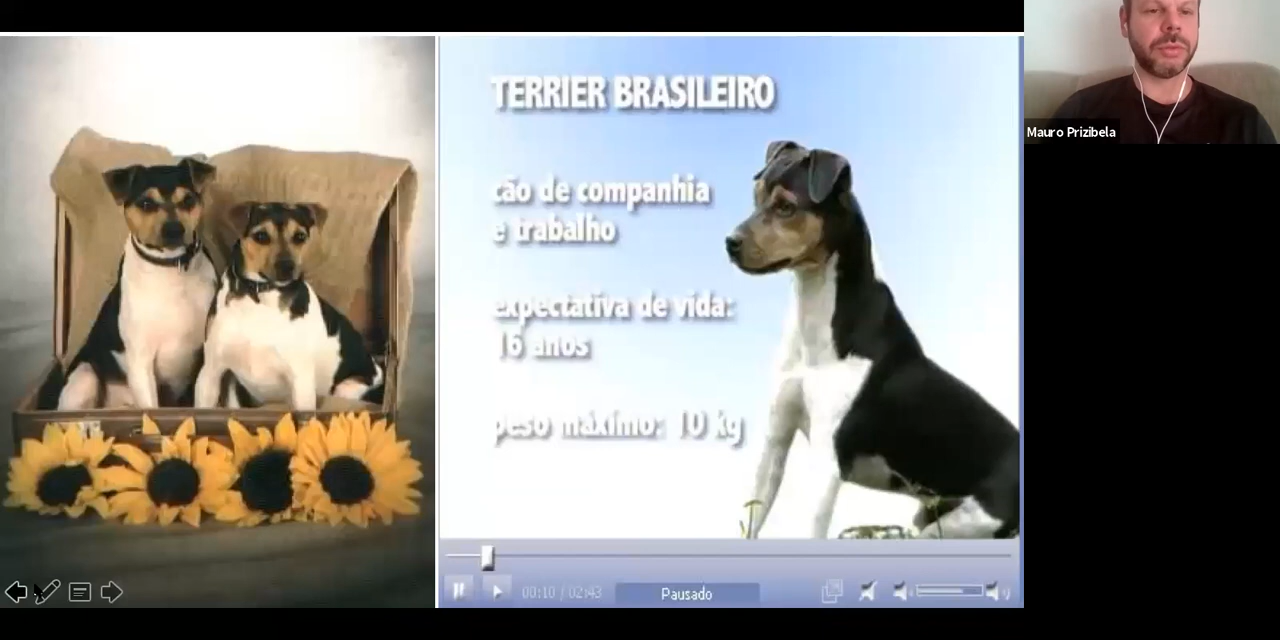 TERRIER BRASILEIRO
cão de companhia
e trabalho
expectativa de vida:
16 anos
peso máximo: 10 kg
00:10 / 02:43
Pausado
Mauro Prizibela